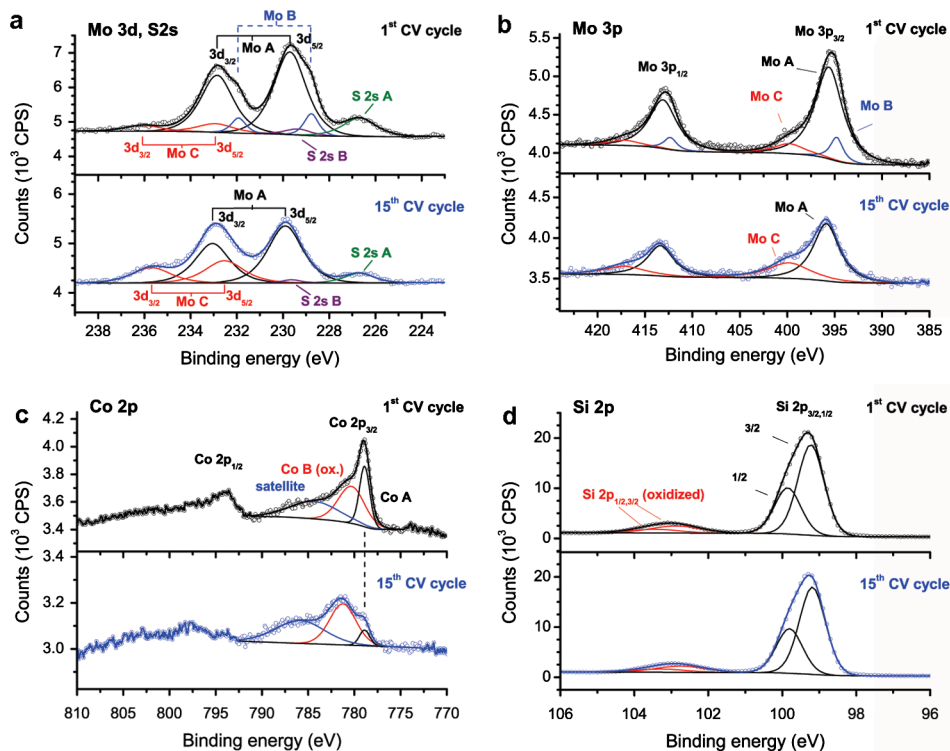 a
Mo 3d, S2s
Mo B
1st CV cycle
3d3/2
Mo A
3d5/2
S 2s A
3d3/2
Mo C
3d5/2
S 2s B
Mo A
15th CV cycle
3d3/2
3d5/2
S 2s A
3d3/2
Mo C
3d5/2
S 2s B
7
6
5
4
6
5
4
Counts (10³ CPS)
239 236 233 230 227 224
Binding energy (eV)
b
Mo 3p
1st CV cycle
Mo 3p3/2
Mo A
Mo 3p1/2
Mo C
Mo B
15th CV cycle
Mo A
Mo C
5.5
5.0
4.5
4.0
4.5
4.0
3.5
Counts (10³ CPS)
420 415 410 405 400 395 390 385
Binding energy (eV)
c
Co 2p
1st CV cycle
Co 2p3/2
Co 2p1/2
Co B (ox.)
satellite
Co A
15th CV cycle
4.2
4.0
3.8
3.6
3.4
3.4
3.2
3.0
Counts (10³ CPS)
810 805 800 795 790 785 780 775 770
Binding energy (eV)
d
Si 2p
1st CV cycle
Si 2p3/2,1/2
3/2
1/2
Si 2p1/2,3/2 (oxidized)
15th CV cycle
20
10
0
20
10
0
Counts (10³ CPS)
106 104 102 100 98 96
Binding energy (eV)